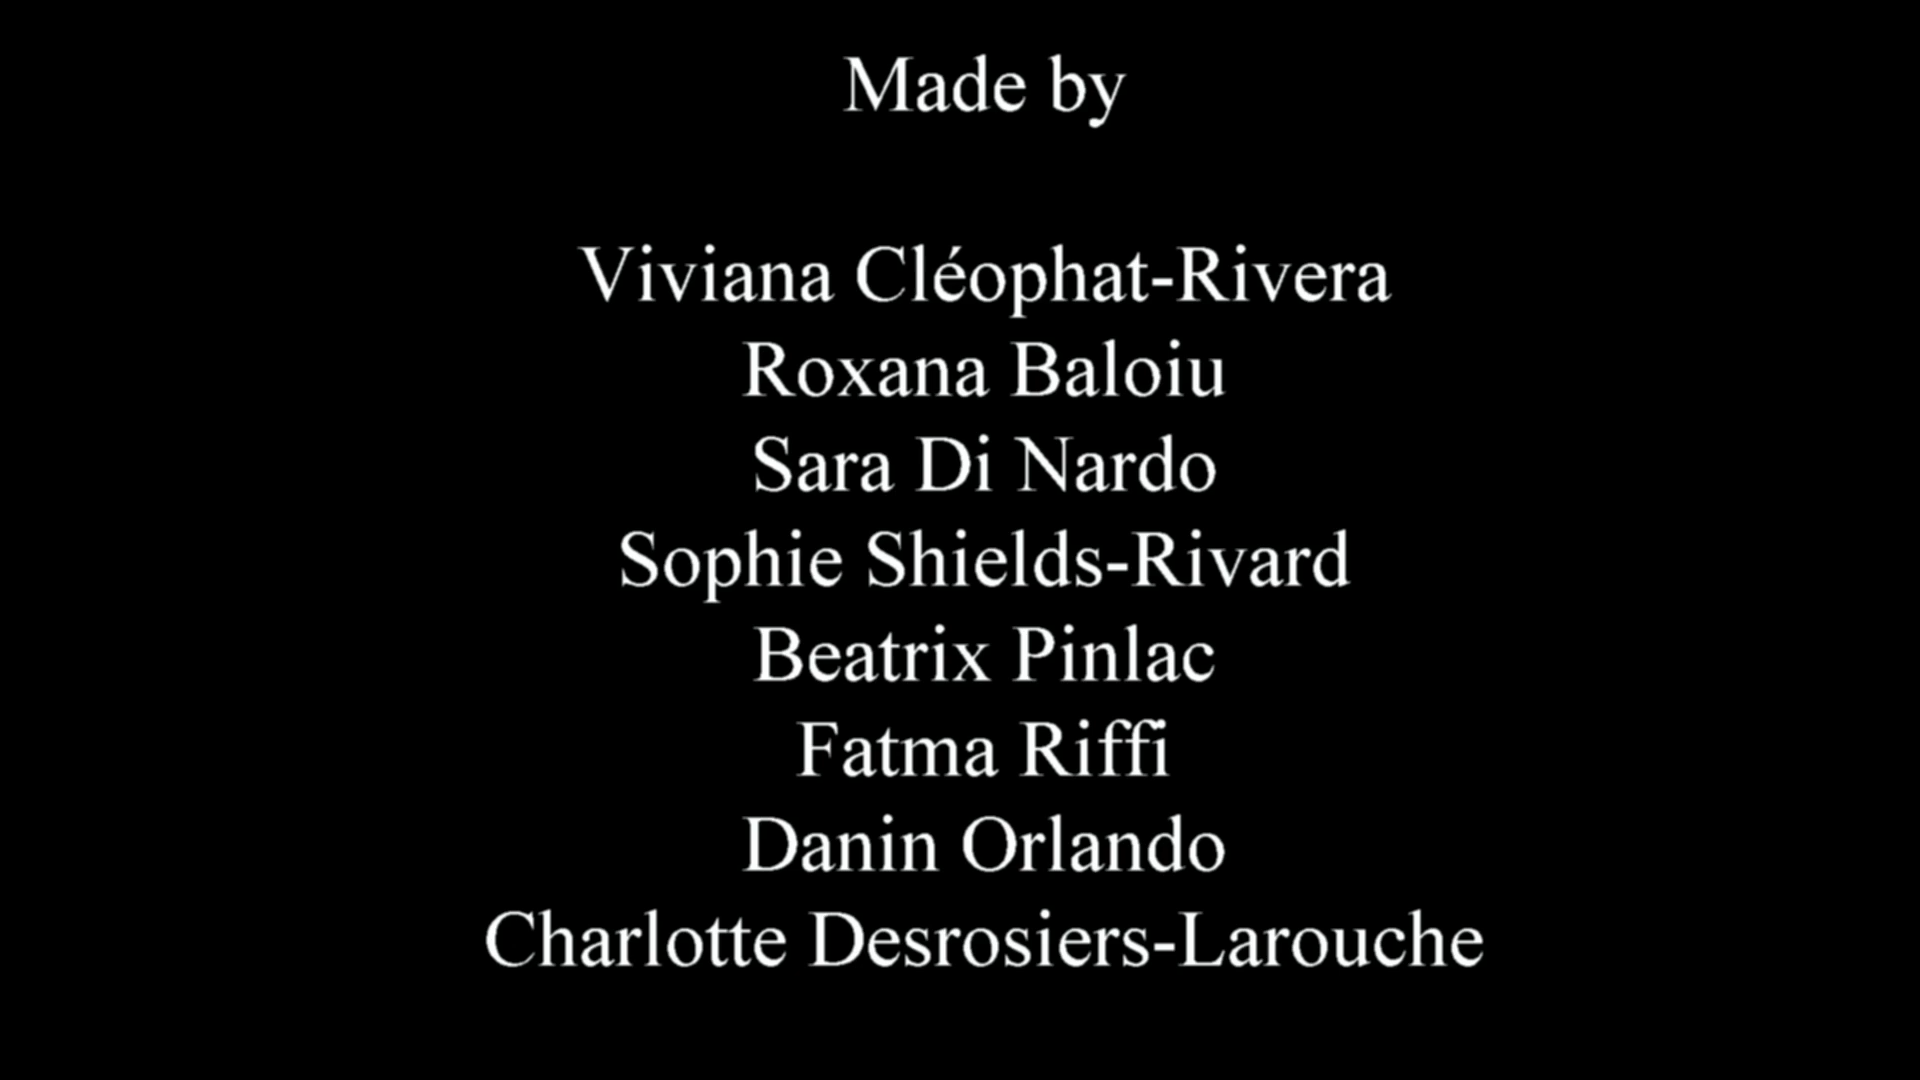 Made by
Viviana Cléophat-Rivera
Roxana Baloiu
Sara Di Nardo
Sophie Shields-Rivard
Beatrix Pinlac
Fatma Riffi
Danin Orlando
Charlotte Desrosiers-Larouche